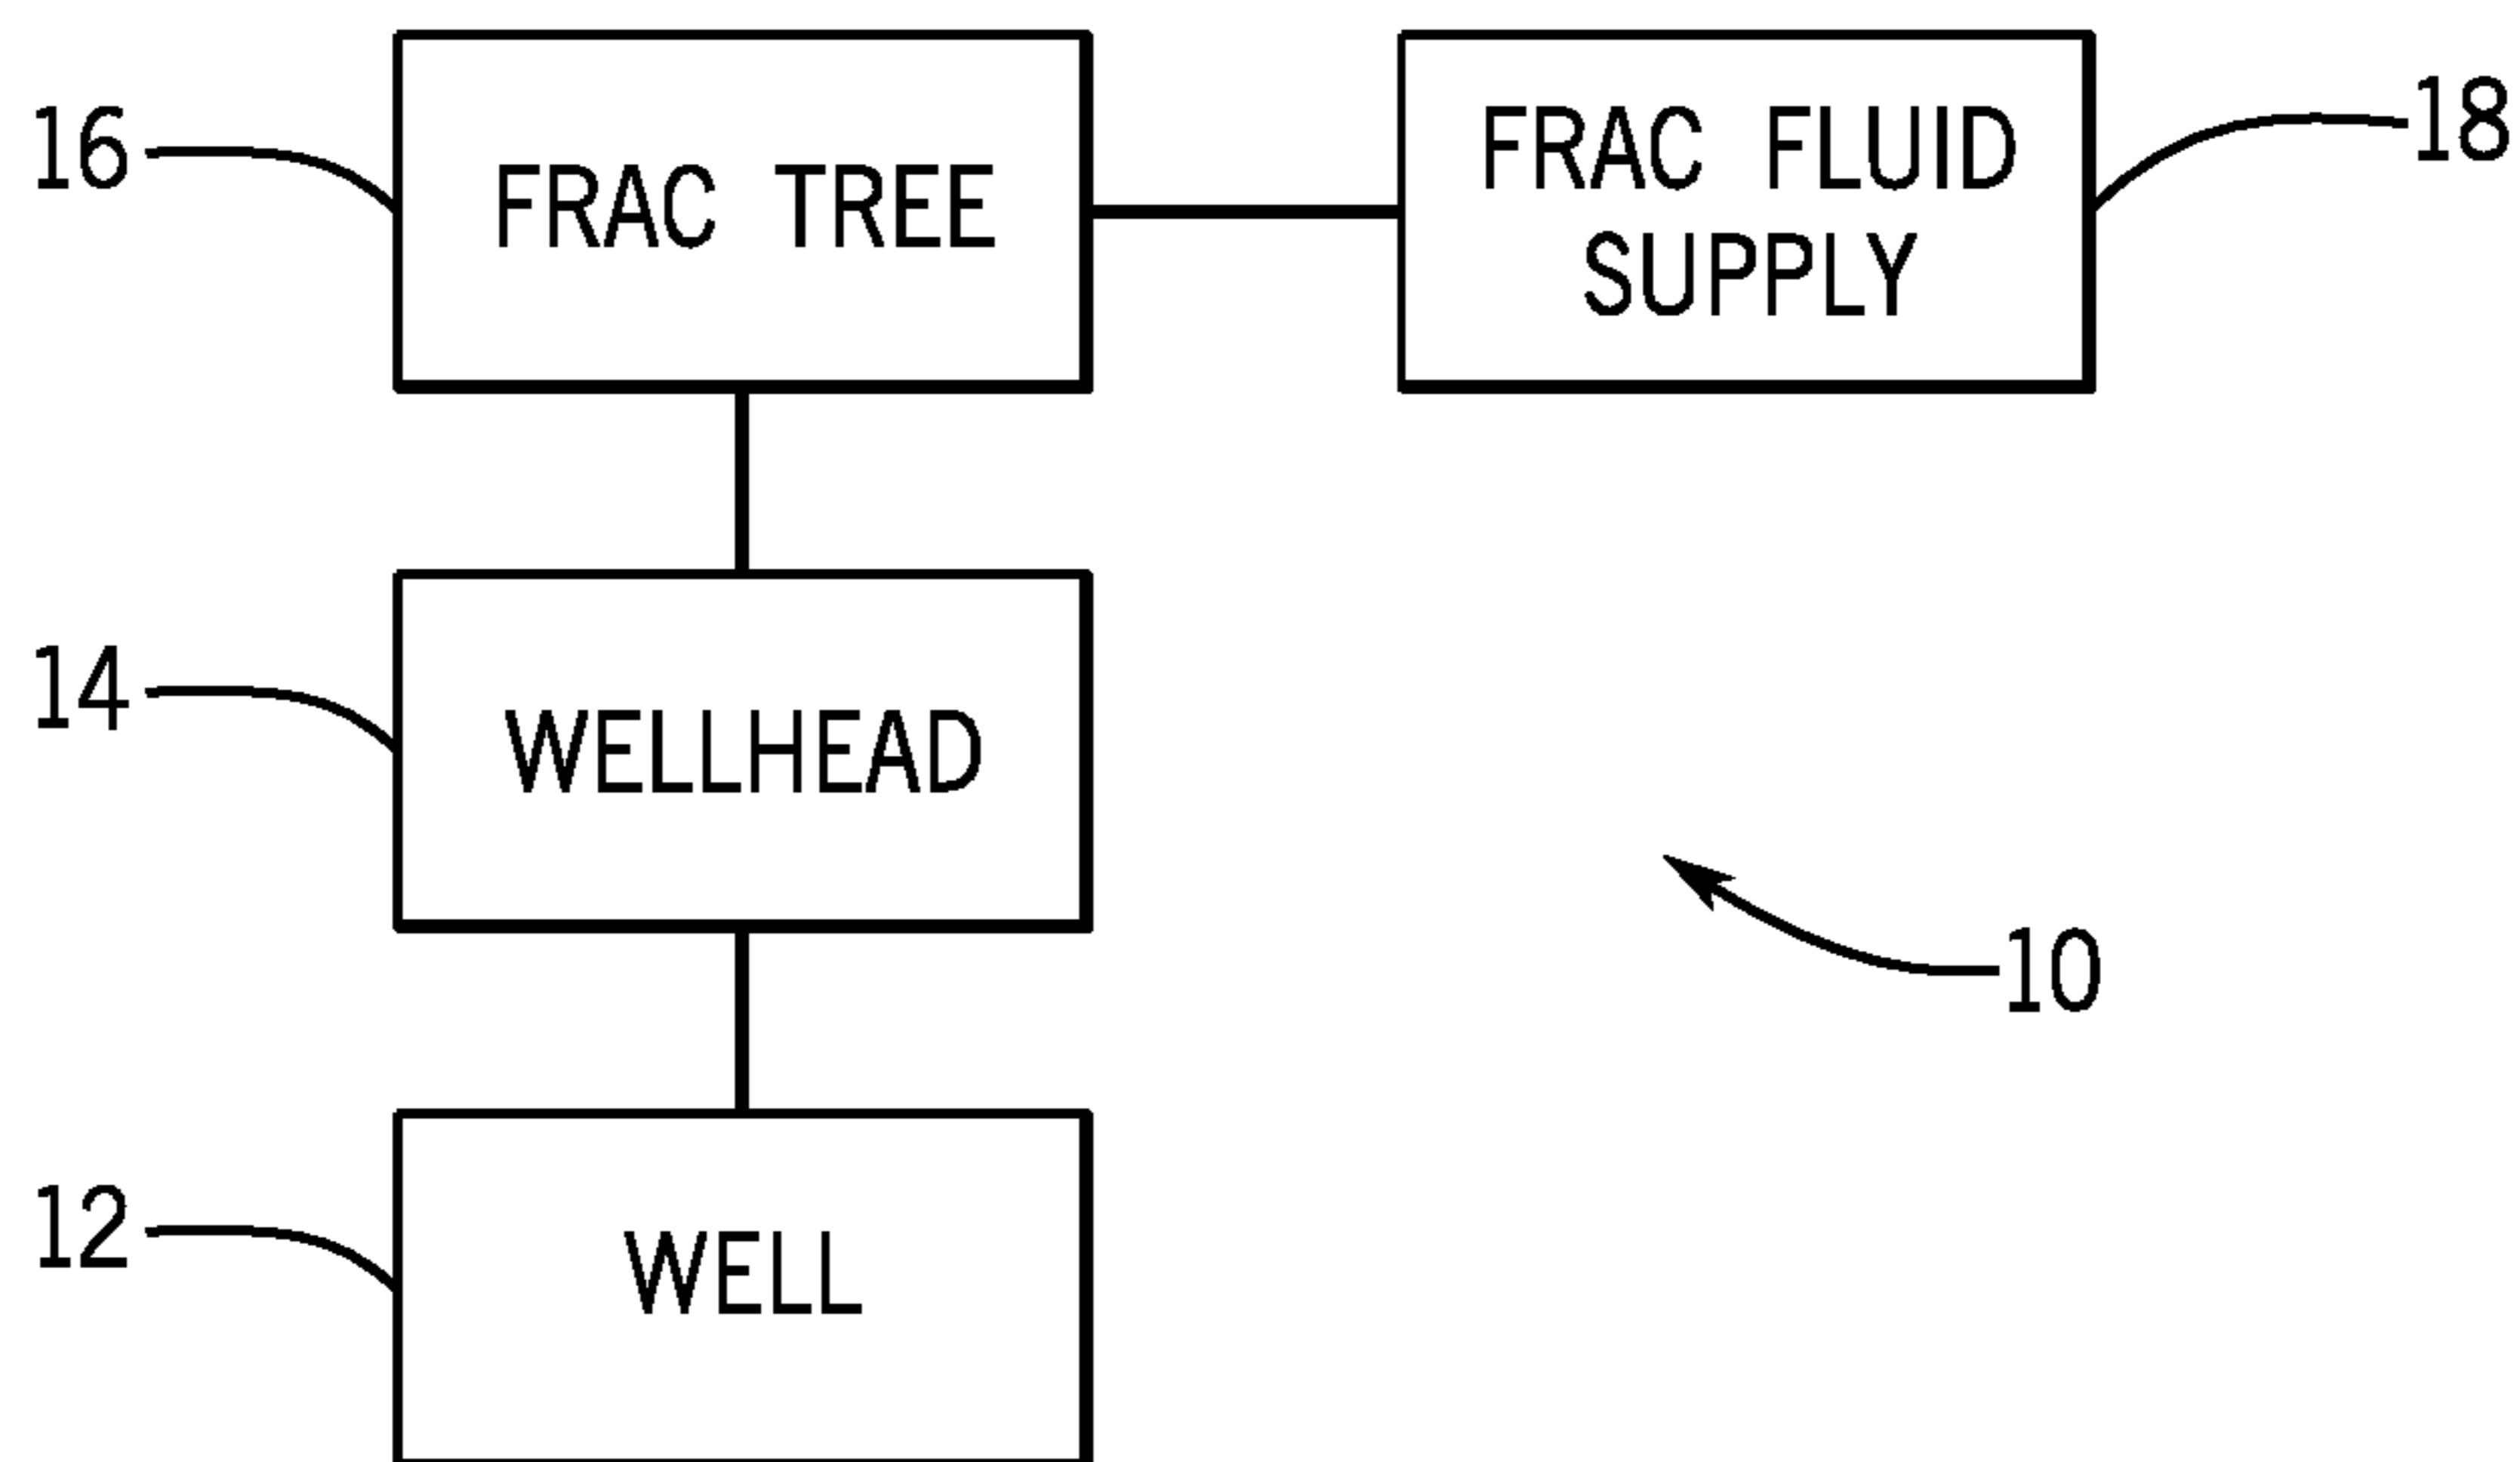 16
FRAC TREE
FRAC FLUID
SUPPLY
18
14
WELLHEAD
10
12
WELL